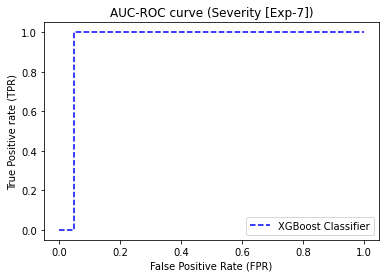 AUC-ROC curve (Severity [Exp-7])
True Positive rate (TPR)
1.0
0.8
0.6
0.4
0.2
0.0
XGBoost Classifier
0.0 0.2 0.4 0.6 0.8 1.0
False Positive Rate (FPR)